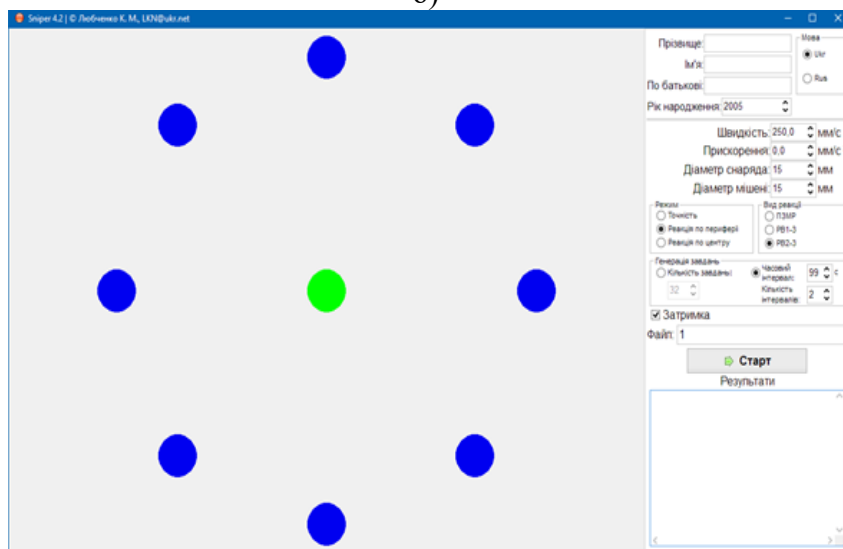 Sniper 4.2 | © Любченко К. М., LKN@ukr.net
Прізвище:
Ім'я:
По батькові:
Рік народження: 2005
Мова
Ukr
Rus
Швидкість: 250,0 мм/с
Прискорення: 0,0 мм/с
Діаметр снаряда: 15 мм
Діаметр мішені: 15 мм
Режим
Точність
Реакція по периферії
Реакція по центру
Вид реакції
ПЗМР
РВ1-3
РВ2-3
Генерація завдань
Кількість завдань:
32
Часовий інтервал: 99 с
Кількість інтервалів: 2
Затримка
Файл: 1
Старт
Результати